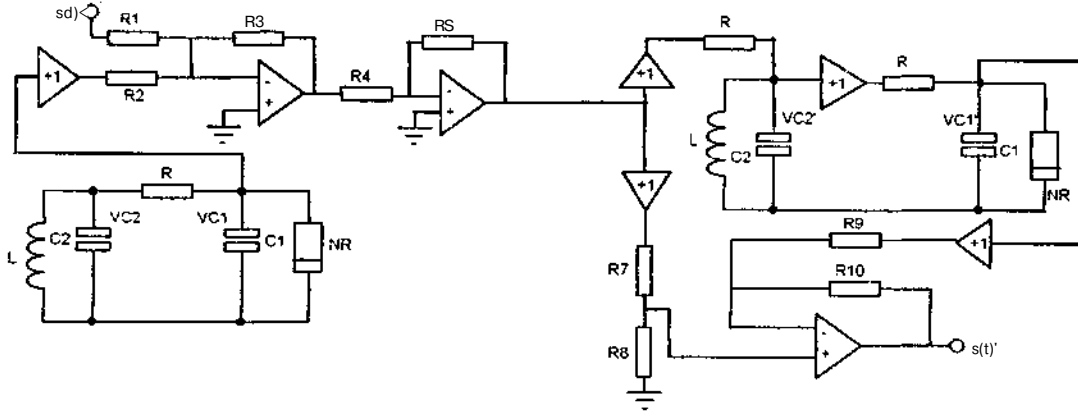 sd)
R1
R3
RS
R
+1
R2
-
+
R4
-
+
+1
+1
R
L
C2
VC2'
VC1'
C1
NR
R
VC2
VC1
C2
C1
NR
L
+1
R9
+1
R7
R10
R8
-
+
s(t)'